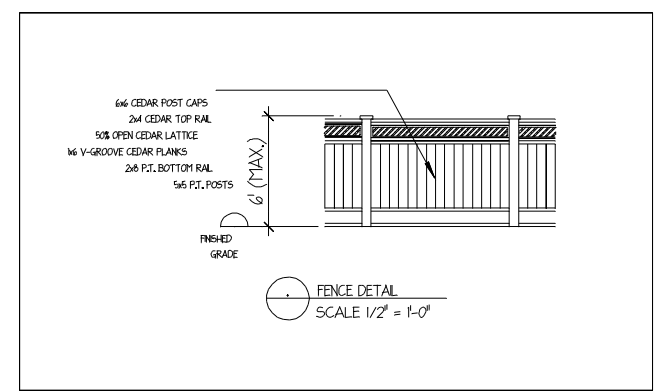 6x6 CEDAR POST CAPS
2x4 CEDAR TOP RAIL
50% OPEN CEDAR LATTICE
1x6 V-GROOVE CEDAR PLANKS
2x8 P.T. BOTTOM RAIL
5x5 P.T. POSTS
6' (MAX.)
FINISHED
GRADE
FENCE DETAIL
SCALE 1/2" = 1'-0"